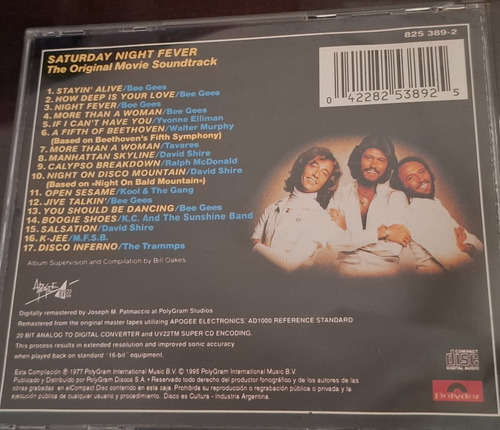 825 389-2
SATURDAY NIGHT FEVER
The Original Movie Soundtrack
1. STAYIN' ALIVE/Bee Gees
2. HOW DEEP IS YOUR LOVE/Bee Gees
3. NIGHT FEVER/Bee Gees
4. MORE THAN A WOMAN/Bee Gees
5. IF I CAN'T HAVE YOU/Yvonne Elliman
6. A FIFTH OF BEETHOVEN/Walter Murphy
(Based on Beethoven's Fifth Symphony)
7. MORE THAN A WOMAN/Tavares
8. MANHATTAN SKYLINE/David Shire
9. CALYPSO BREAKDOWN/Ralph McDonald
10. NIGHT ON DISCO MOUNTAIN/David Shire
(Based on «Night On Bald Mountain»)
11. OPEN SESAME/Kool & The Gang
12. JIVE TALKIN'/Bee Gees
13. YOU SHOULD BE DANCING/Bee Gees
14. BOOGIE SHOES/K.C. And The Sunshine Band
15. SALSATION/David Shire
16. K-JEE/M.F.S.B.
17. DISCO INFERNO/The Trammps
Album Supervision and Compilation by Bill Oakes
0 42282 53892 5
APOGEE UV22
Digitally remastered by Joseph M. Palmaccio at PolyGram Studios
Remastered from the original master tapes utilizing APOGEE ELECTRONICS' AD1000 REFERENCE STANDARD
20 BIT ANALOG TO DIGITAL CONVERTER and UV22TM SUPER CD ENCODING.
This process results in extended resolution and improved sonic accuracy
when played back on standard "16-bit" equipment.
COMPACT
disc
DIGITAL AUDIO
Esta Compilación ℗ 1977 PolyGram International Music B.V. © 1995 PolyGram International Music B.V.
Publicado y Distribuido por PolyGram Discos S.A. • Reservado todo derecho del productor fonográfico y de los autores de las
obras grabadas en elCompact Disc contenido en esta caja. Prohibida su reproducción o regrabación pública o privada y la
ejecución pública de cualquier usuario y procedimiento. Disco es Cultura - Industria Argentina.
polydor